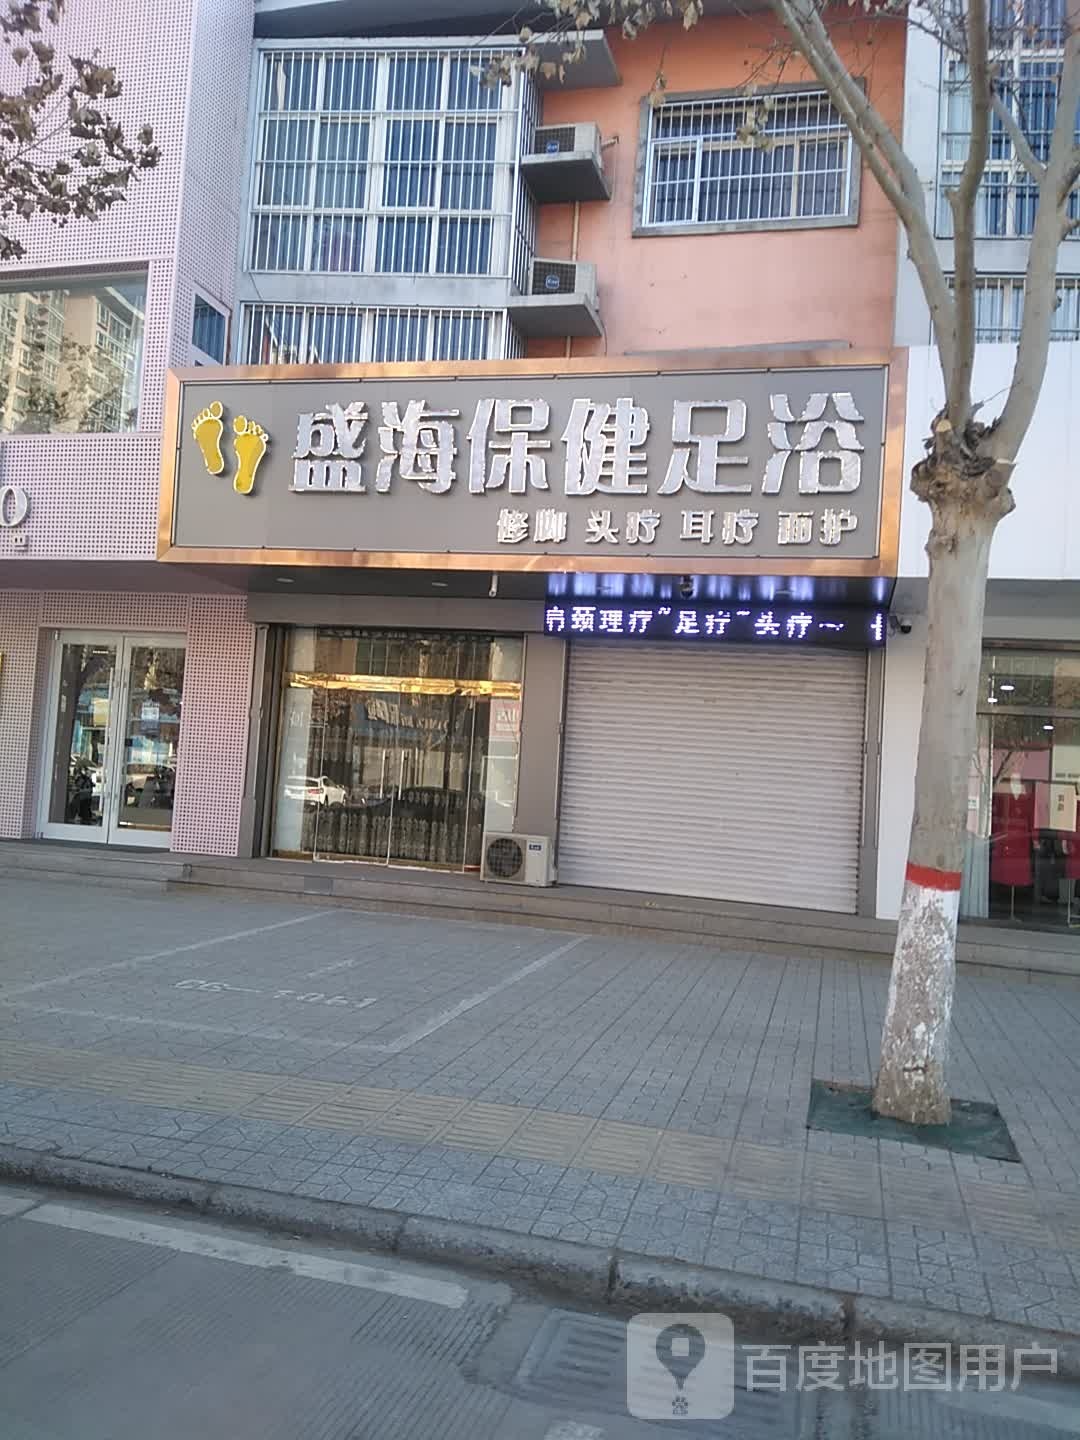 盛海保健足浴
修脚 头疗 耳疗 面护
肩颈理疗~足疗~头疗~
百度地图用户